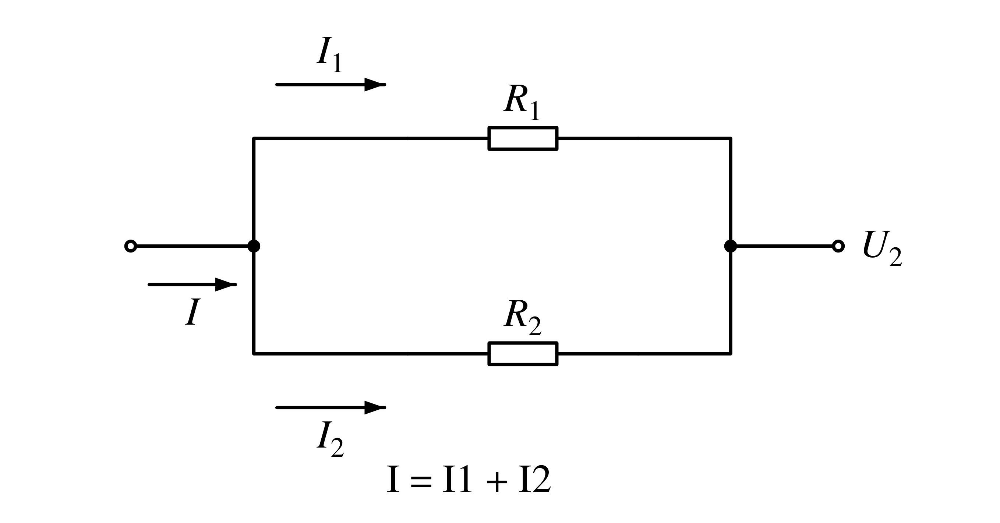 I1
R1
U2
I
R2
I2
I = I1 + I2